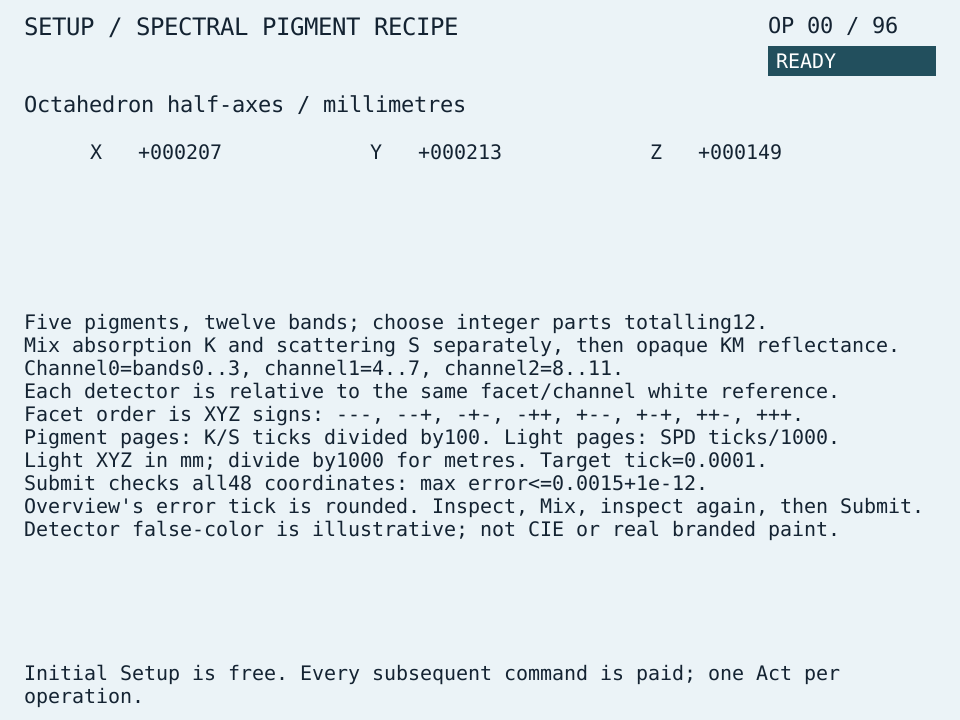 SETUP / SPECTRAL PIGMENT RECIPE
OP 00 / 96
READY
Octahedron half-axes / millimetres
X +000207 Y +000213 Z +000149
Five pigments, twelve bands; choose integer parts totalling12.
Mix absorption K and scattering S separately, then opaque KM reflectance.
Channel0=bands0..3, channel1=4..7, channel2=8..11.
Each detector is relative to the same facet/channel white reference.
Facet order is XYZ signs: ---, --+, -+-, -++, +--, +-+, ++-, +++.
Pigment pages: K/S ticks divided by100. Light pages: SPD ticks/1000.
Light XYZ in mm; divide by1000 for metres. Target tick=0.0001.
Submit checks all48 coordinates: max error<=0.0015+1e-12.
Overview's error tick is rounded. Inspect, Mix, inspect again, then Submit.
Detector false-color is illustrative; not CIE or real branded paint.
Initial Setup is free. Every subsequent command is paid; one Act per
operation.